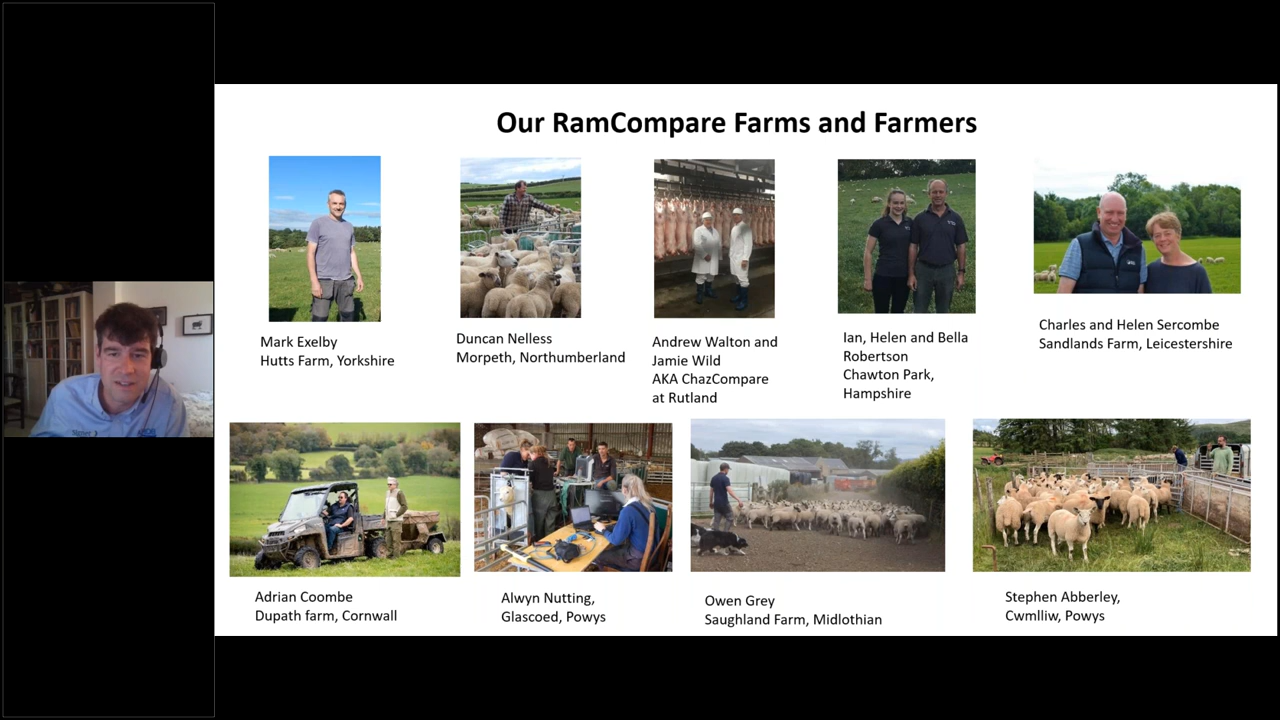 Our RamCompare Farms and Farmers
Mark Exelby
Hutts Farm, Yorkshire
Duncan Nelless
Morpeth, Northumberland
Andrew Walton and
Jamie Wild
AKA ChazCompare
at Rutland
Ian, Helen and Bella
Robertson
Chawton Park,
Hampshire
Charles and Helen Sercombe
Sandlands Farm, Leicestershire
Adrian Coombe
Dupath farm, Cornwall
Alwyn Nutting,
Glascoed, Powys
Owen Grey
Saughland Farm, Midlothian
Stephen Abberley,
Cwmlliw, Powys